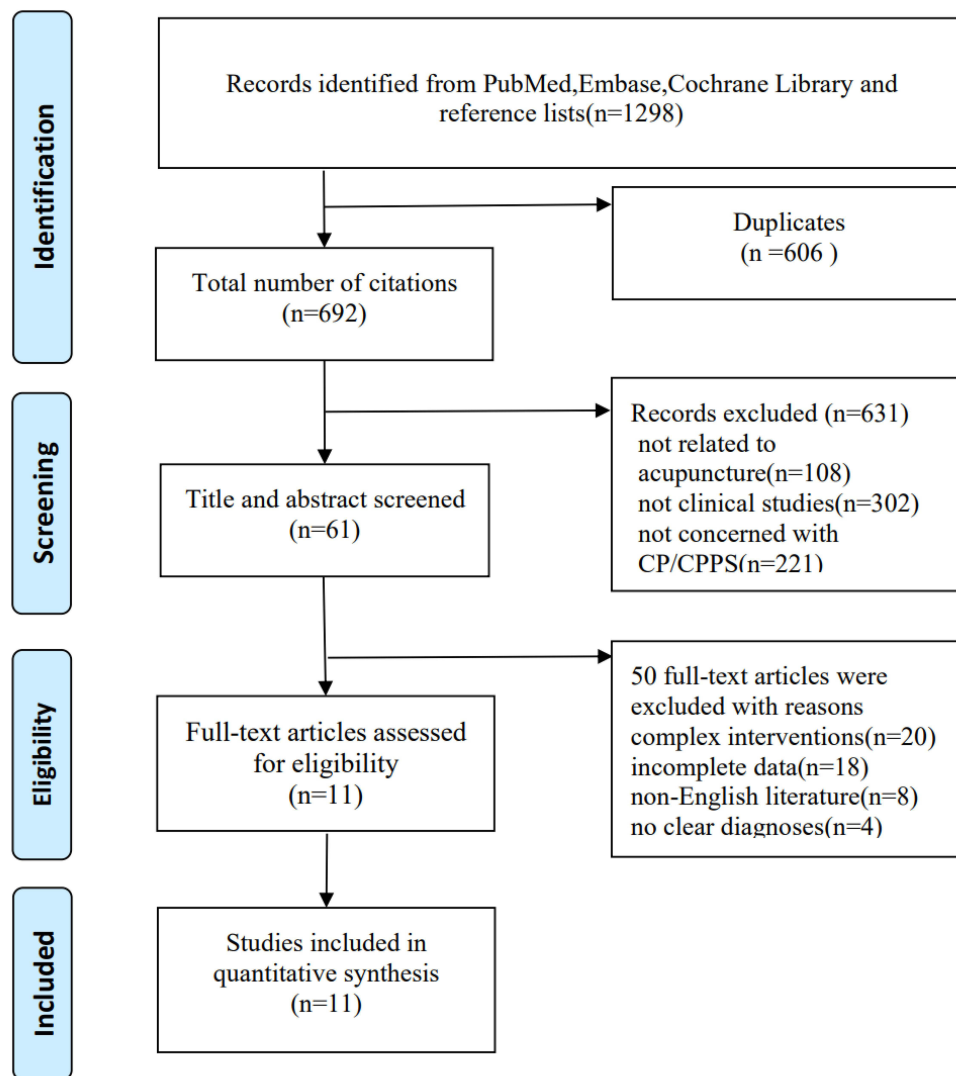 Identification
Records identified from PubMed,Embase,Cochrane Library and
reference lists(n=1298)
Duplicates
(n =606 )
Total number of citations
(n=692)
Screening
Records excluded (n=631)
not related to
acupuncture(n=108)
not clinical studies(n=302)
not concerned with
CP/CPPS(n=221)
Title and abstract screened
(n=61)
Eligibility
50 full-text articles were
excluded with reasons
complex interventions(n=20)
incomplete data(n=18)
non-English literature(n=8)
no clear diagnoses(n=4)
Full-text articles assessed
for eligibility
(n=11)
Included
Studies included in
quantitative synthesis
(n=11)